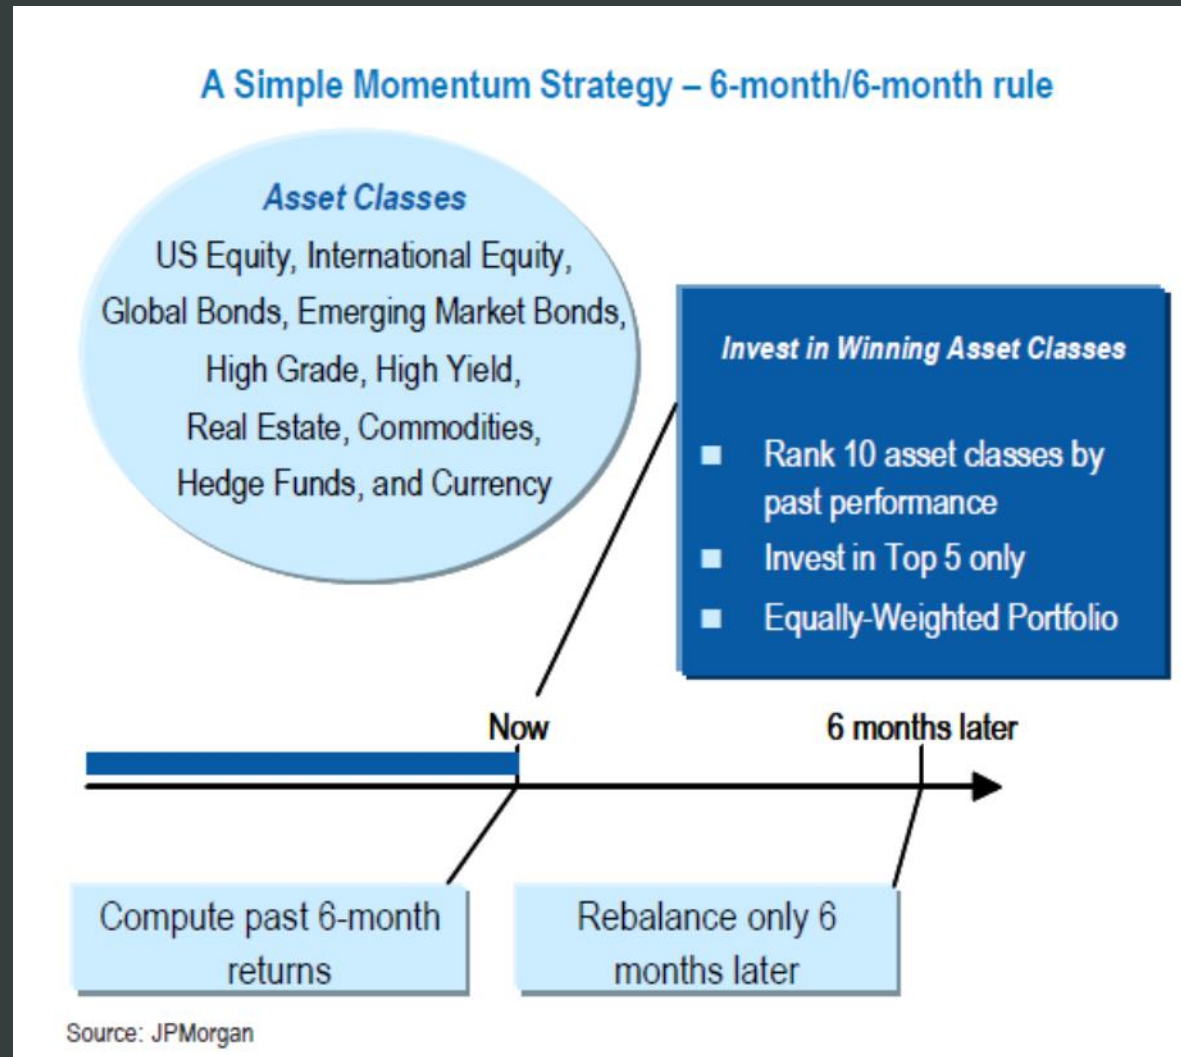 A Simple Momentum Strategy – 6-month/6-month rule
Asset Classes
US Equity, International Equity,
Global Bonds, Emerging Market Bonds,
High Grade, High Yield,
Real Estate, Commodities,
Hedge Funds, and Currency
Invest in Winning Asset Classes
Rank 10 asset classes by
past performance
Invest in Top 5 only
Equally-Weighted Portfolio
Now
6 months later
Compute past 6-month
returns
Rebalance only 6
months later
Source: JPMorgan